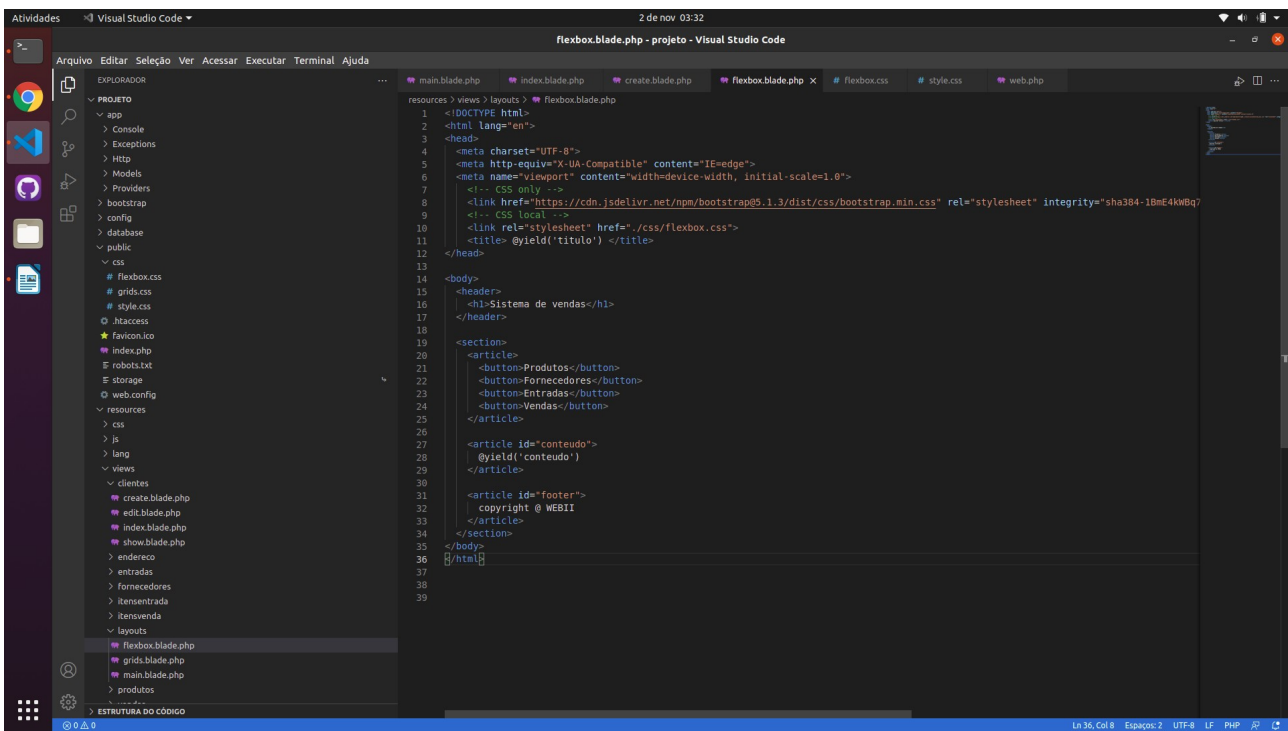 Atividades Visual Studio Code 2 de nov 03:32
flexbox.blade.php - projeto - Visual Studio Code
Arquivo Editar Seleção Ver Acessar Executar Terminal Ajuda
EXPLORADOR
PROJETO
app
Console
Exceptions
Http
Models
Providers
bootstrap
config
database
public
css
flexbox.css
grids.css
style.css
.htaccess
favicon.ico
index.php
robots.txt
storage
web.config
resources
css
js
lang
views
clientes
create.blade.php
edit.blade.php
index.blade.php
show.blade.php
endereco
entradas
fornecedores
itensentrada
itensvenda
layouts
flexbox.blade.php
grids.blade.php
main.blade.php
produtos
ESTRUTURA DO CÓDIGO
main.blade.php index.blade.php create.blade.php flexbox.blade.php # flexbox.css # style.css web.php
resources > views > layouts > flexbox.blade.php
1 <!DOCTYPE html>
2 <html lang="en">
3 <head>
4 <meta charset="UTF-8">
5 <meta http-equiv="X-UA-Compatible" content="IE=edge">
6 <meta name="viewport" content="width=device-width, initial-scale=1.0">
7 <!-- CSS only -->
8 <link href="https://cdn.jsdelivr.net/npm/bootstrap@5.1.3/dist/css/bootstrap.min.css" rel="stylesheet" integrity="sha384-1BmE4kWBq7
9 <!-- CSS local -->
10 <link rel="stylesheet" href="./css/flexbox.css">
11 <title> @yield('titulo') </title>
12 </head>
13
14 <body>
15 <header>
16 <h1>Sistema de vendas</h1>
17 </header>
18
19 <section>
20 <article>
21 <button>Produtos</button>
22 <button>Fornecedores</button>
23 <button>Entradas</button>
24 <button>Vendas</button>
25 </article>
26
27 <article id="conteudo">
28 @yield('conteudo')
29 </article>
30
31 <article id="footer">
32 copyright @ WEBII
33 </article>
34 </section>
35 </body>
36 </html>
37
38
39
0 0 Ln 36, Col 8 Espaços: 2 UTF-8 LF PHP